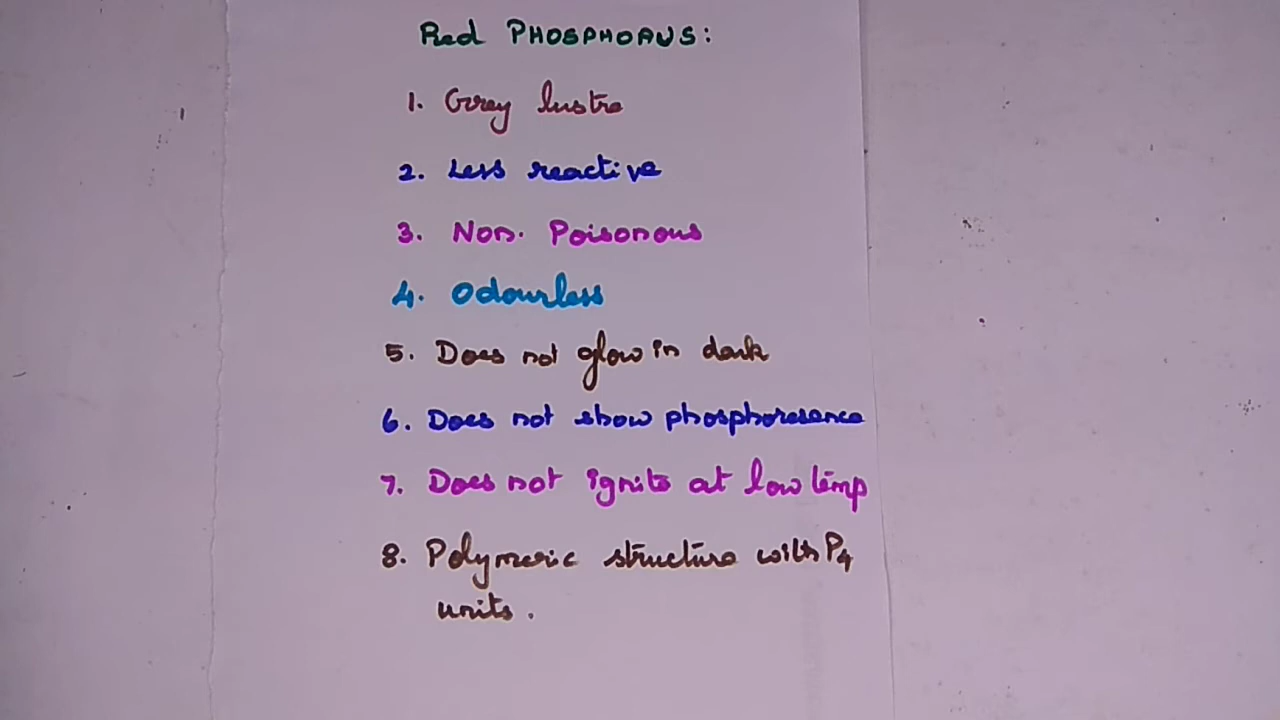 Red PHOSPHORUS:
1. Grey lustre
2. Less reactive
3. Non. Poisonous
4. Odourless
5. Does not glow in dark
6. Does not show phosphoresance
7. Does not ignite at low temp
8. Polymeric structure with P4
units.